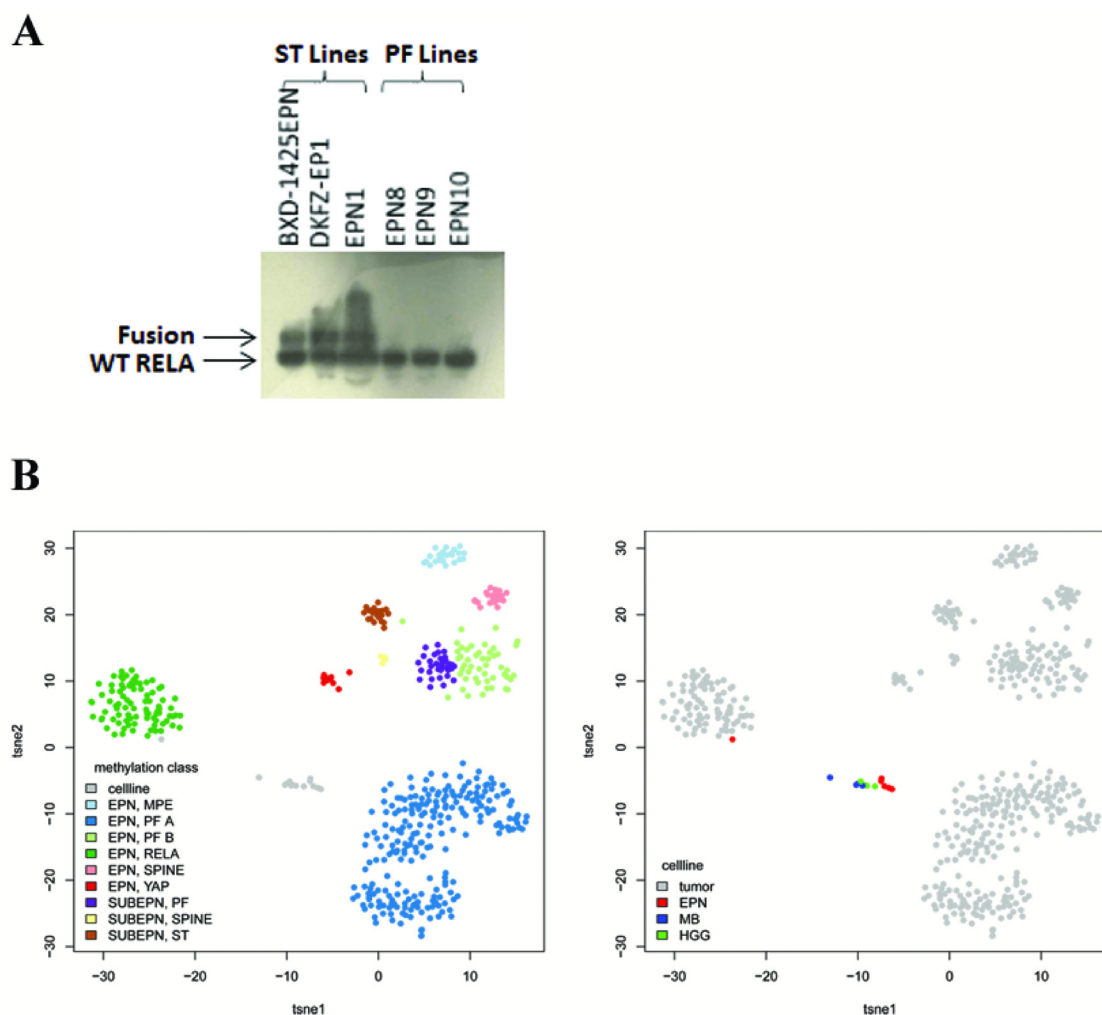 A
ST Lines PF Lines
BXD-1425EPN
DKFZ-EP1
EPN1
EPN8
EPN9
EPN10
Fusion
WT RELA
B
30
20
10
0
−10
−20
−30
tsne2
methylation class
cellline
EPN, MPE
EPN, PF A
EPN, PF B
EPN, RELA
EPN, SPINE
EPN, YAP
SUBEPN, PF
SUBEPN, SPINE
SUBEPN, ST
−30 −20 −10 0 10
tsne1
30
20
10
0
−10
−20
−30
tsne2
cellline
tumor
EPN
MB
HGG
−30 −20 −10 0 10
tsne1